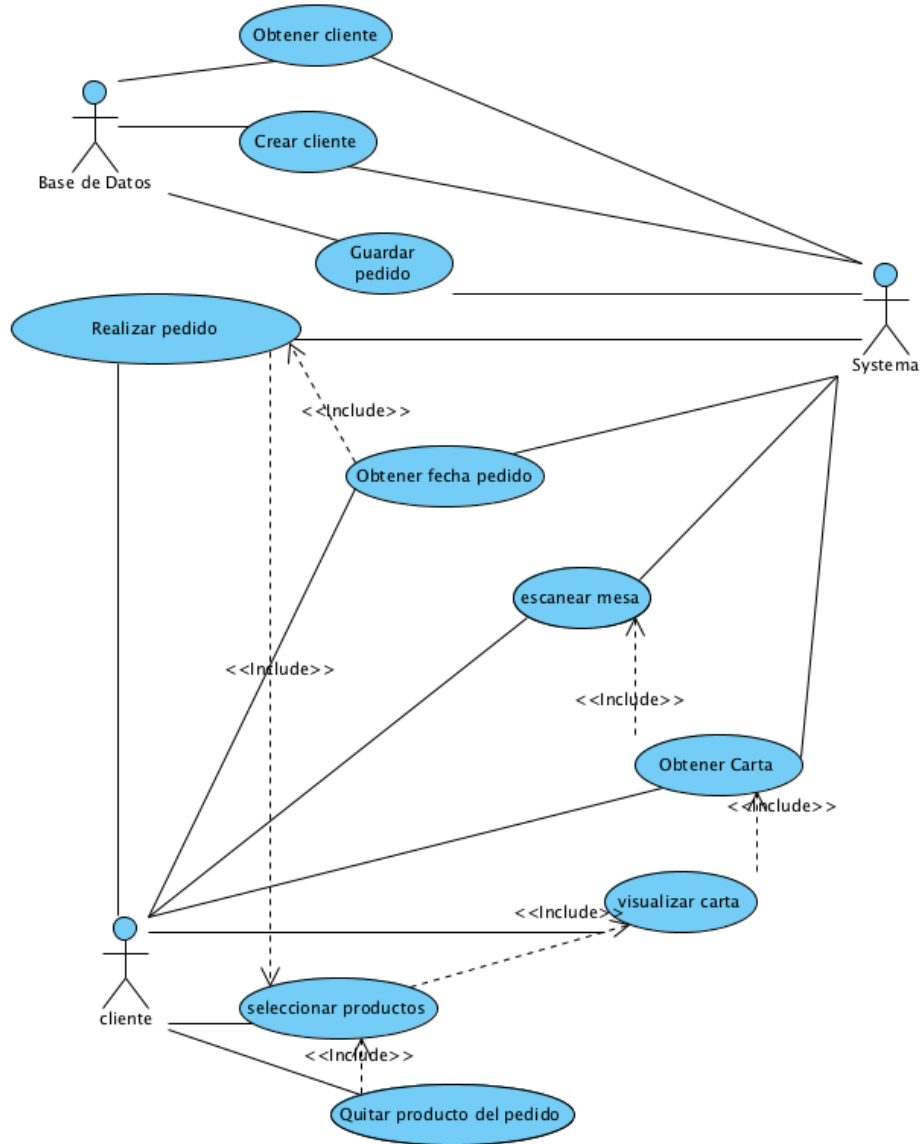 Obtener cliente
Crear cliente
Base de Datos
Guardar
pedido
Systema
Realizar pedido
<<Include>>
Obtener fecha pedido
escanear mesa
<<Include>>
<<Include>>
Obtener Carta
<<Include>>
visualizar carta
<<Include>>
cliente
seleccionar productos
<<Include>>
Quitar producto del pedido